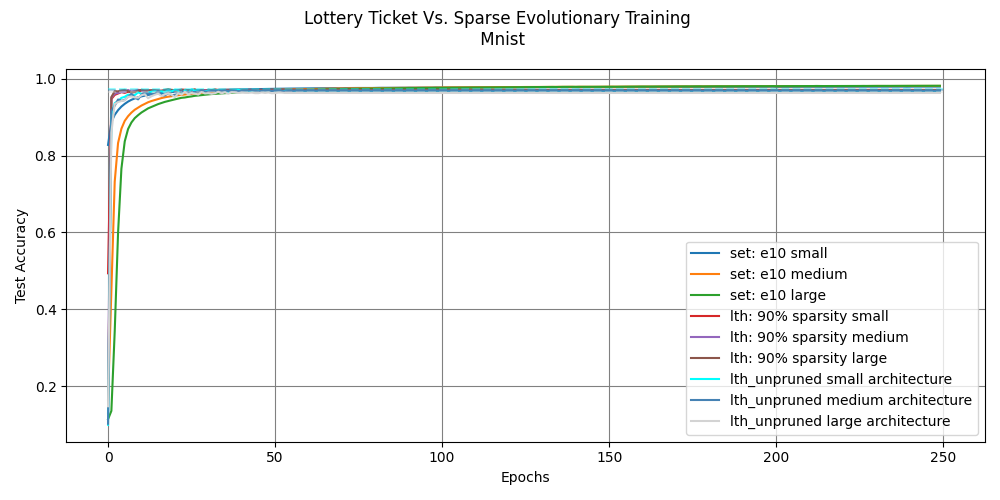 Lottery Ticket Vs. Sparse Evolutionary Training
Mnist
Test Accuracy
1.0
0.8
0.6
0.4
0.2
0
50
100
150
200
250
Epochs
set: e10 small
set: e10 medium
set: e10 large
lth: 90% sparsity small
lth: 90% sparsity medium
lth: 90% sparsity large
lth_unpruned small architecture
lth_unpruned medium architecture
lth_unpruned large architecture